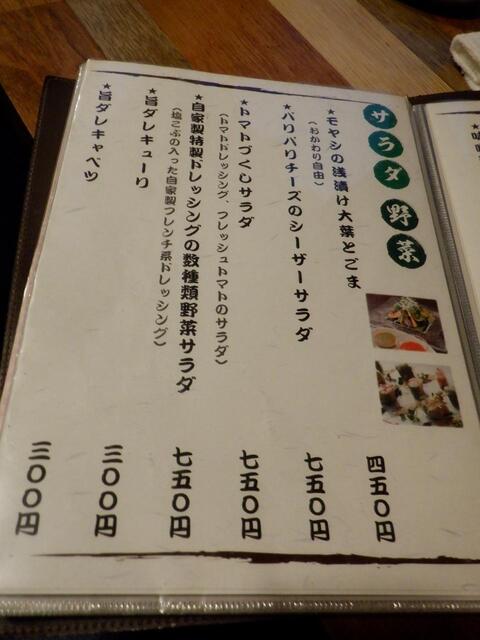 サラダ 野菜
★モヤシの浅漬け大葉とごま
(おかわり自由)
四五〇円
★パリパリチーズのシーザーサラダ
七五〇円
★トマトづくしサラダ
(トマトドレッシング、フレッシュトマトのサラダ)
七五〇円
★自家製特製ドレッシングの数種類野菜サラダ
(塩こぶの入った自家製フレンチ系ドレッシング)
七五〇円
★旨ダレキューり
三〇〇円
★旨ダレキャベツ
三〇〇円